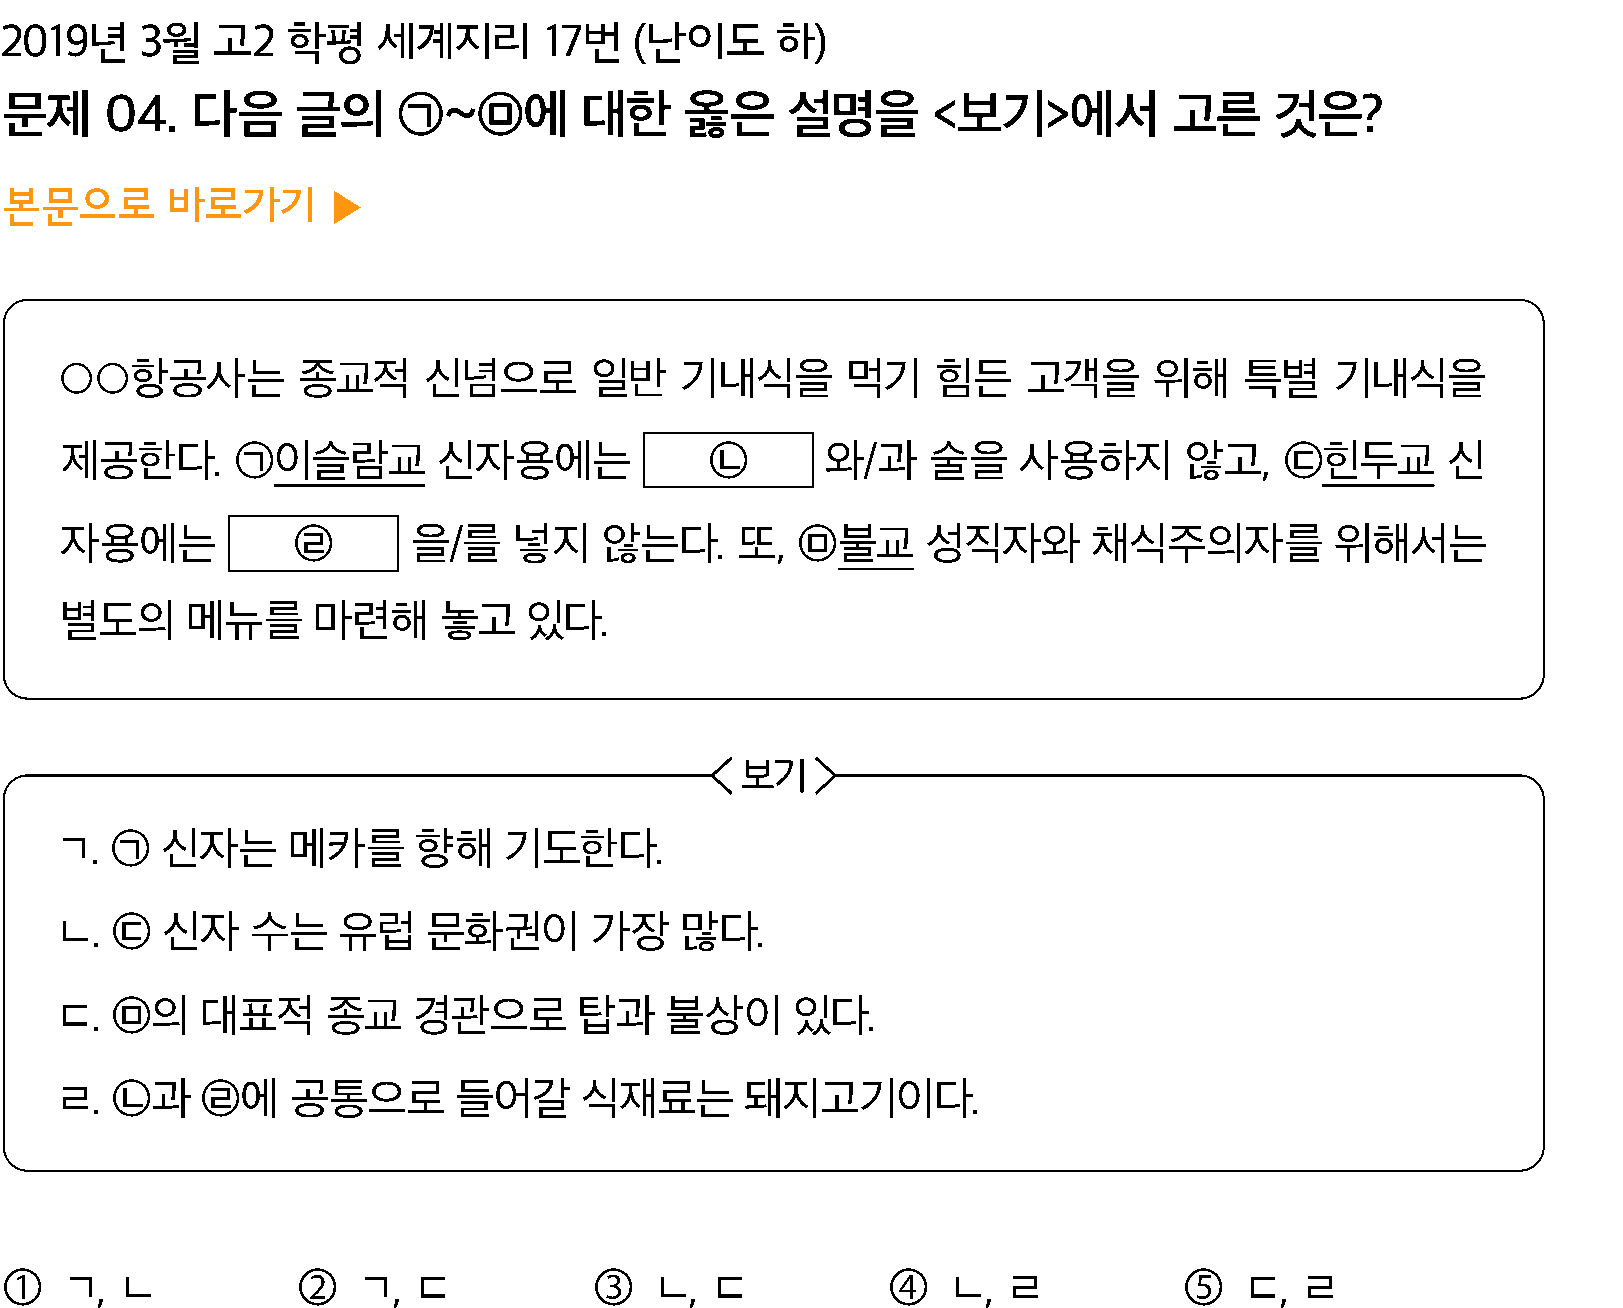 2019년 3월 고2 학평 세계지리 17번 (난이도 하)
문제 04. 다음 글의 ㉠~㉤에 대한 옳은 설명을 <보기>에서 고른 것은?
본문으로 바로가기 ▶
○○항공사는 종교적 신념으로 일반 기내식을 먹기 힘든 고객을 위해 특별 기내식을
제공한다. ㉠이슬람교 신자용에는 ㉡ 와/과 술을 사용하지 않고, ㉢힌두교 신
자용에는 ㉣ 을/를 넣지 않는다. 또, ㉤불교 성직자와 채식주의자를 위해서는
별도의 메뉴를 마련해 놓고 있다.
<보기>
ㄱ. ㉠ 신자는 메카를 향해 기도한다.
ㄴ. ㉢ 신자 수는 유럽 문화권이 가장 많다.
ㄷ. ㉤의 대표적 종교 경관으로 탑과 불상이 있다.
ㄹ. ㉡과 ㉣에 공통으로 들어갈 식재료는 돼지고기이다.
① ㄱ, ㄴ ② ㄱ, ㄷ ③ ㄴ, ㄷ ④ ㄴ, ㄹ ⑤ ㄷ, ㄹ